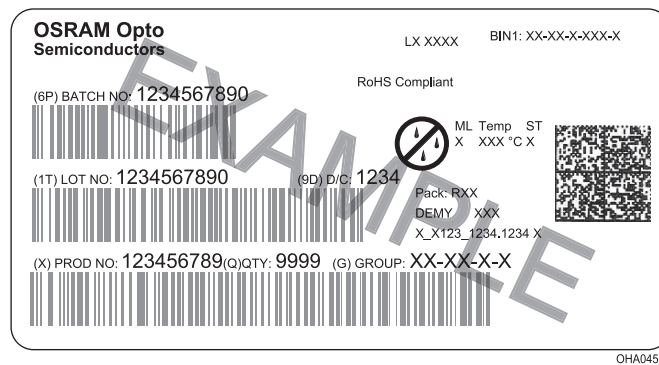 OSRAM Opto
Semiconductors
LX XXXX
BIN1: XX-XX-X-XXX-X
RoHS Compliant
(6P) BATCH NO: 1234567890
ML Temp ST
X XXX °C X
(1T) LOT NO: 1234567890 (9D) D/C: 1234
Pack: RXX
DEMY XXX
X_X123_1234.1234 X
(X) PROD NO: 123456789(Q)QTY: 9999 (G) GROUP: XX-XX-X-X
EXAMPLE
OHA045